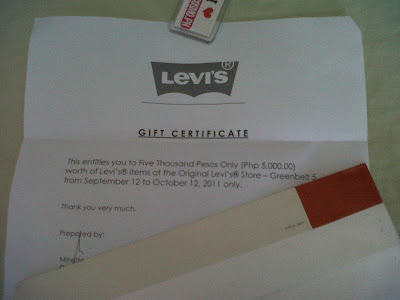 LEVI'S®
GIFT CERTIFICATE
This entitles you to Five Thousand Pesos Only (Php 5,000.00)
worth of Levi's® items at the Original Levi's® Store – Greenbelt 5
from September 12 to October 12, 2011 only.
Thank you very much.
Prepared by: